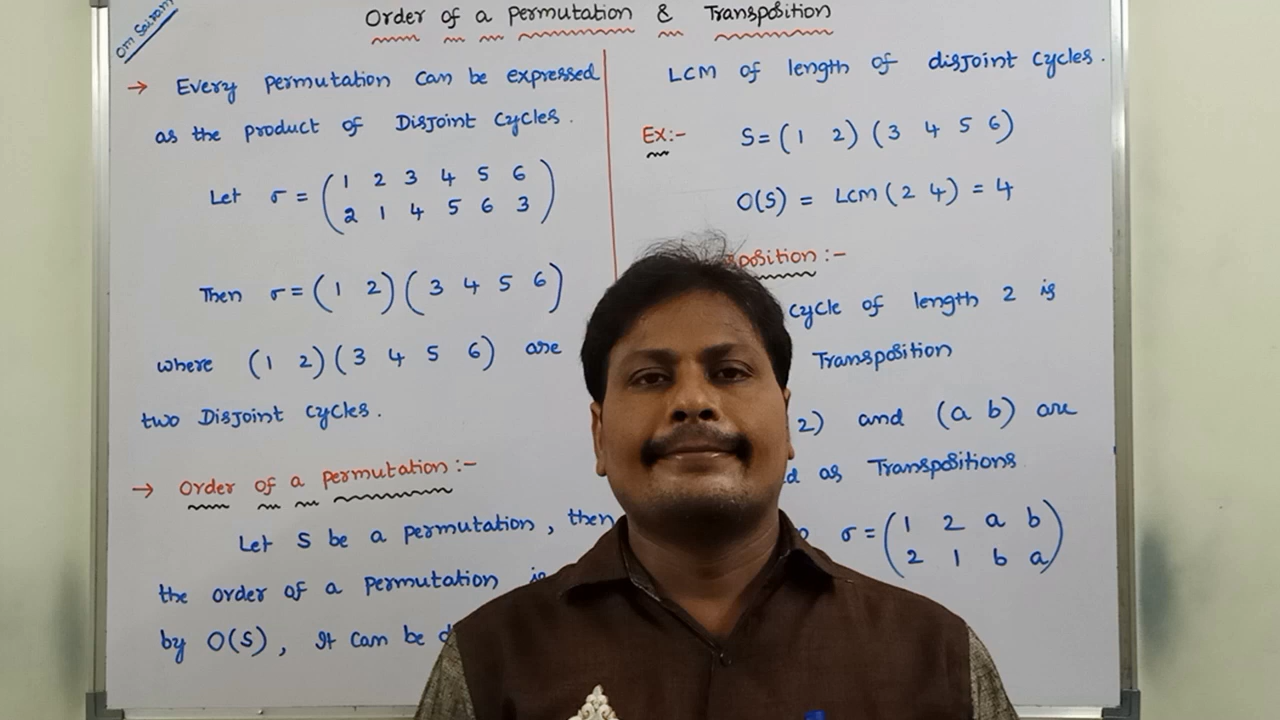 Om Sairam
Order of a Permutation & Transposition
→ Every permutation can be expressed
as the product of Disjoint Cycles.
Let σ = (1 2 3 4 5 6
2 1 4 5 6 3)
Then σ = (1 2)(3 4 5 6)
where (1 2)(3 4 5 6) are
two Disjoint Cycles.
→ Order of a permutation :-
Let S be a permutation, then
the order of a permutation is
by O(S), It can be
LCM of length of disjoint cycles.
Ex:- S = (1 2)(3 4 5 6)
O(S) = LCM(2 4) = 4
sposition :-
cycle of length 2 is
Transposition
2) and (a b) are
as Transpositions
σ = (1 2 a b
2 1 b a)